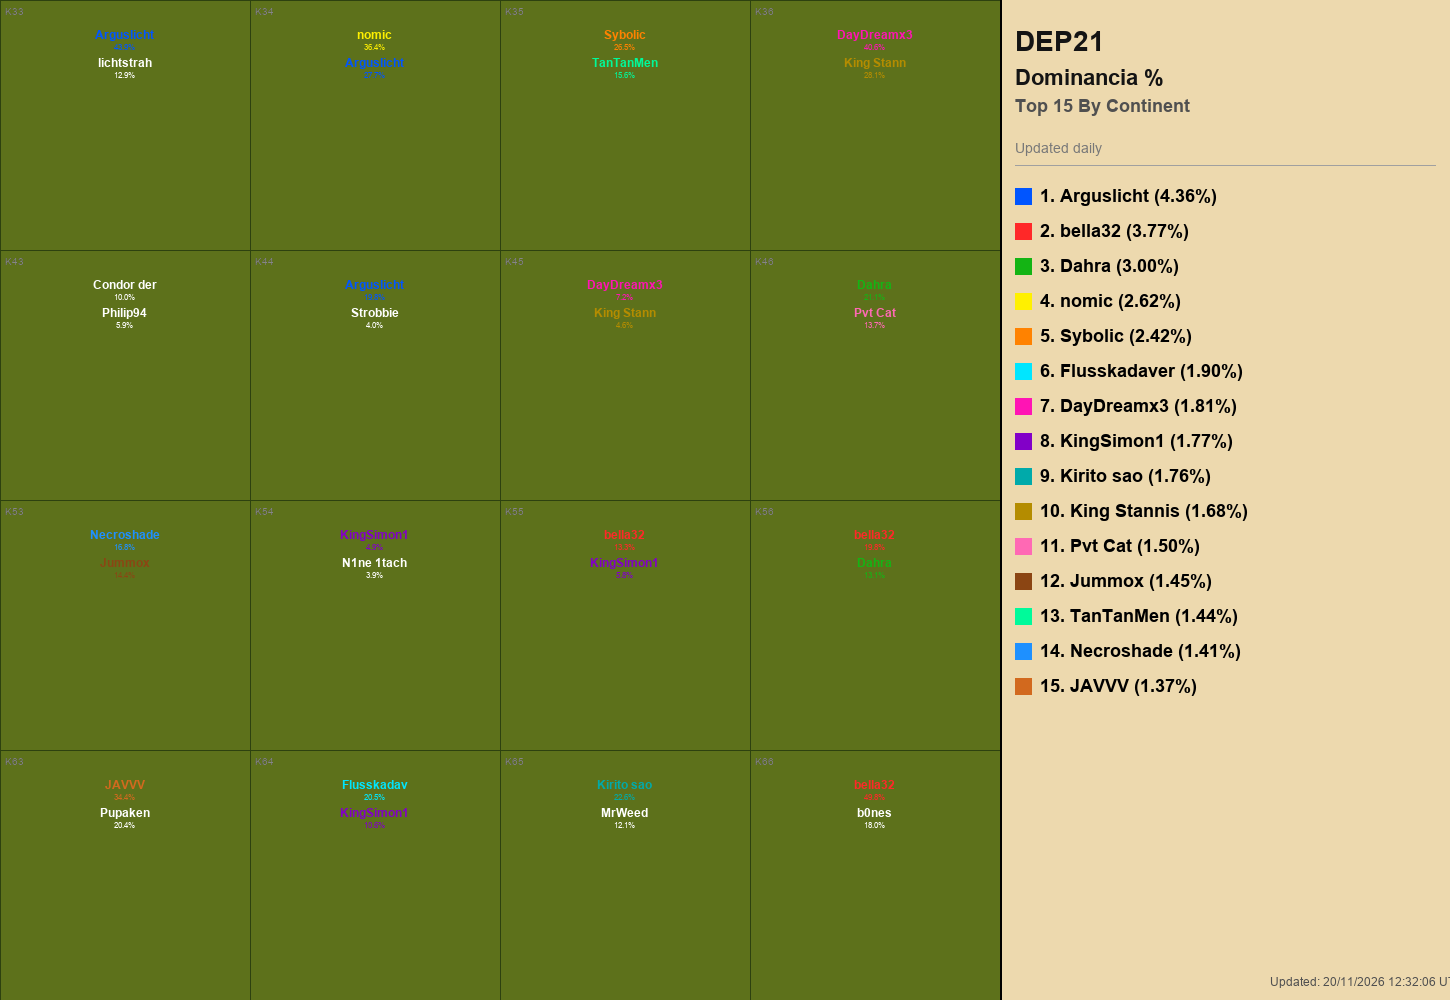 K33
Arguslicht
lichtstrah
12.9%
K34
nomic
36.4%
Arguslicht
27.7%
K35
Sybolic
26.5%
TanTanMen
15.6%
K36
DayDreamx3
King Stann
28.1%
K43
Condor der
10.0%
Philip94
5.9%
K44
Arguslicht
Strobbie
4.0%
K45
DayDreamx3
King Stann
4.6%
K46
Dahra
Pvt Cat
13.7%
K53
Necroshade
18.8%
Jummox
K54
KingSimon1
4.9%
N1ne 1tach
3.9%
K55
bella32
KingSimon1
K56
bella32
Dahra
K63
JAVVV
Pupaken
20.4%
K64
Flusskadav
20.5%
KingSimon1
K65
Kirito sao
MrWeed
12.1%
K66
bella32
b0nes
18.0%
DEP21
Dominancia %
Top 15 By Continent
Updated daily
1. Arguslicht (4.36%)
2. bella32 (3.77%)
3. Dahra (3.00%)
4. nomic (2.62%)
5. Sybolic (2.42%)
6. Flusskadaver (1.90%)
7. DayDreamx3 (1.81%)
8. KingSimon1 (1.77%)
9. Kirito sao (1.76%)
10. King Stannis (1.68%)
11. Pvt Cat (1.50%)
12. Jummox (1.45%)
13. TanTanMen (1.44%)
14. Necroshade (1.41%)
15. JAVVV (1.37%)
Updated: 20/11/2026 12:32:06